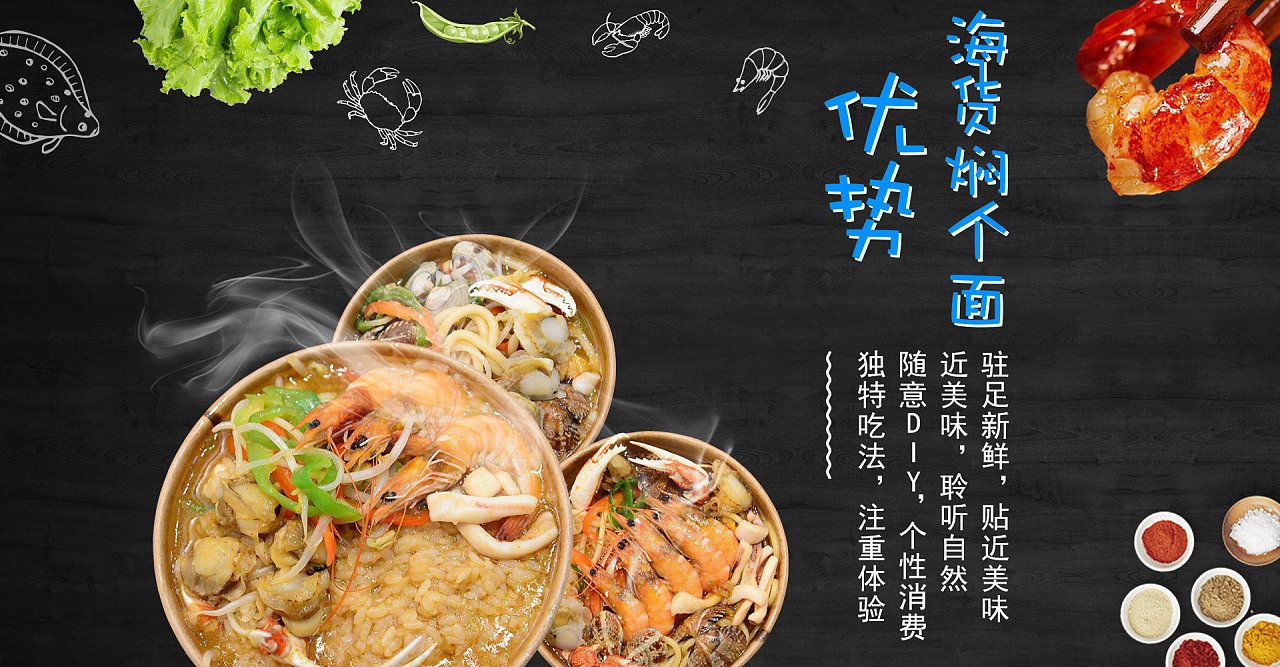 海货焖个面
优势
驻足新鲜，贴近美味
近美味，聆听自然
随意DIY，个性消费
独特吃法，注重体验